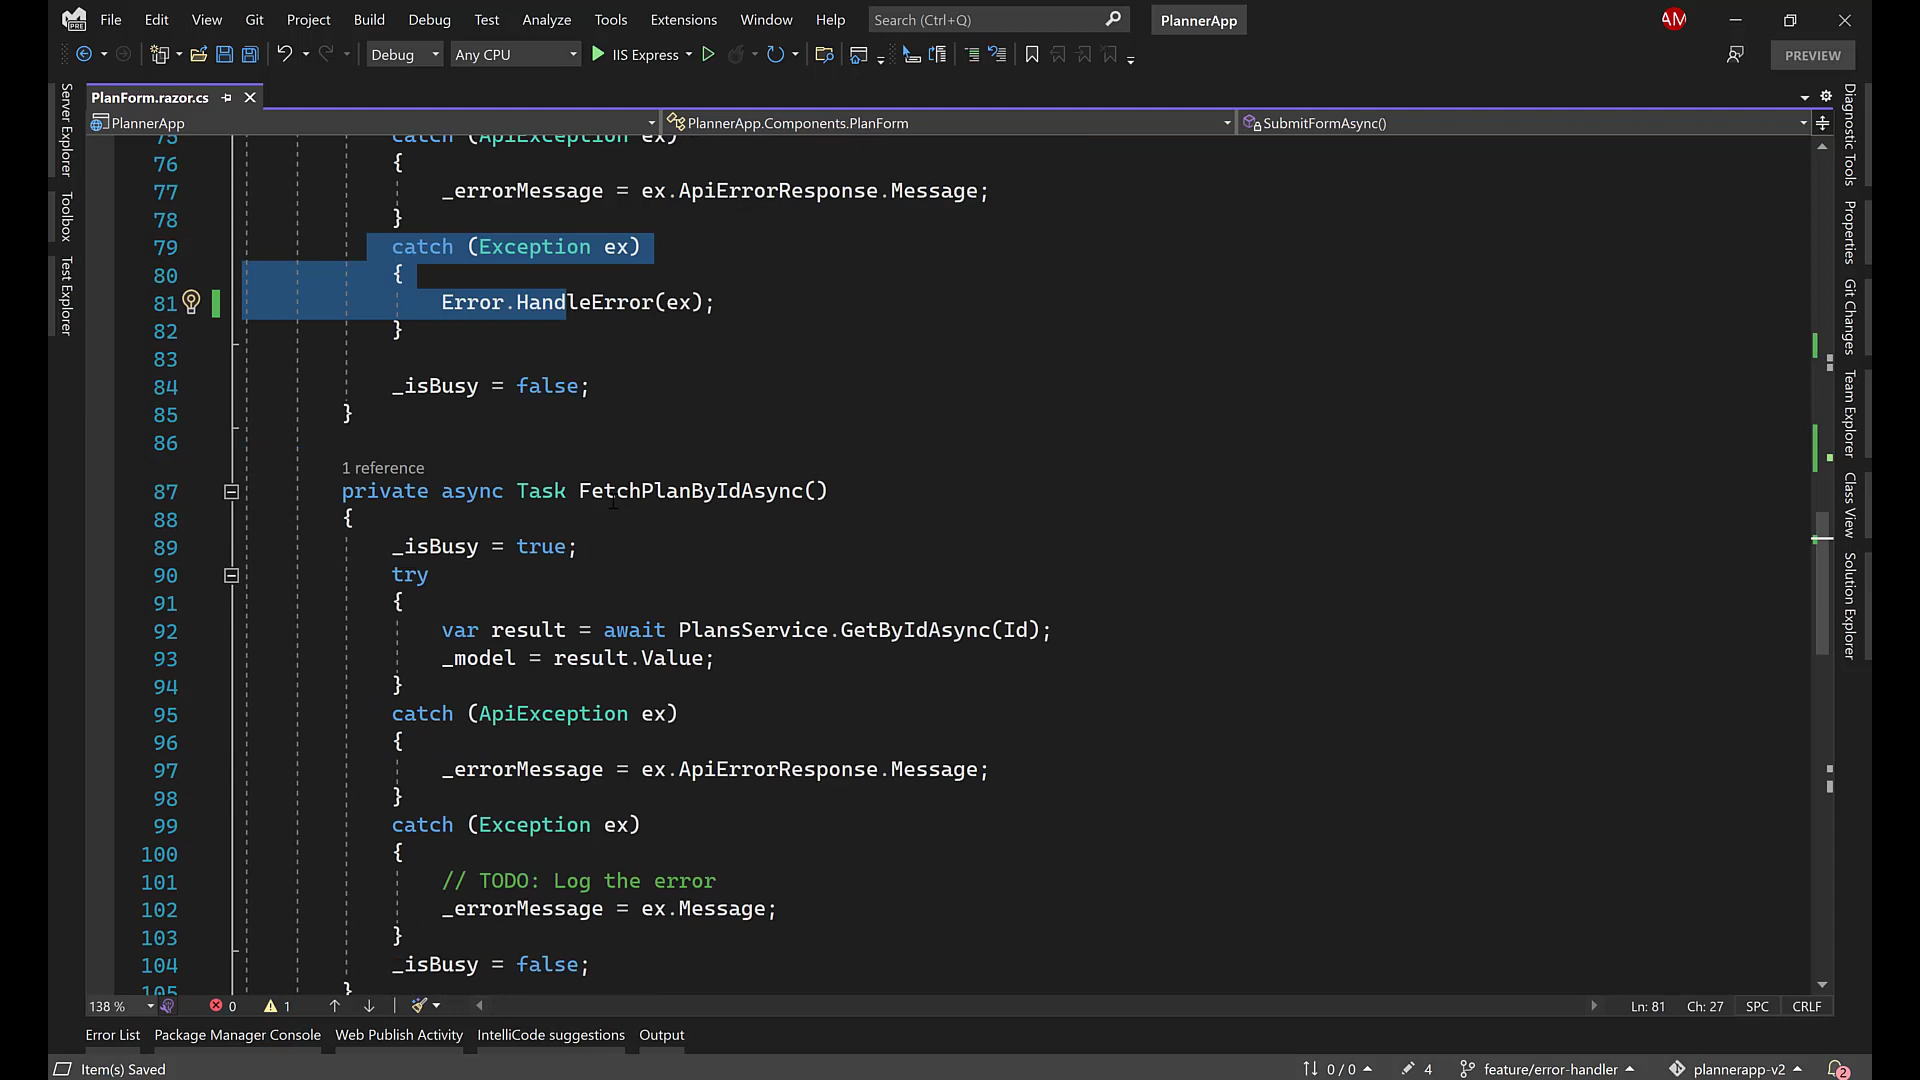 File Edit View Git Project Build Debug Test Analyze Tools Extensions Window Help Search (Ctrl+Q) PlannerApp AM
Debug Any CPU IIS Express PREVIEW
PlanForm.razor.cs
PlannerApp PlannerApp.Components.PlanForm SubmitFormAsync()
75 catch (ApiException ex)
76 {
77 _errorMessage = ex.ApiErrorResponse.Message;
78 }
79 catch (Exception ex)
80 {
81 Error.HandleError(ex);
82 }
83
84 _isBusy = false;
85 }
86
1 reference
87 private async Task FetchPlanByIdAsync()
88 {
89 _isBusy = true;
90 try
91 {
92 var result = await PlansService.GetByIdAsync(Id);
93 _model = result.Value;
94 }
95 catch (ApiException ex)
96 {
97 _errorMessage = ex.ApiErrorResponse.Message;
98 }
99 catch (Exception ex)
100 {
101 // TODO: Log the error
102 _errorMessage = ex.Message;
103 }
104 _isBusy = false;
105 }
Server Explorer
Toolbox
Test Explorer
Diagnostic Tools
Properties
Git Changes
Team Explorer
Class View
Solution Explorer
138 % 0 1 Ln: 81 Ch: 27 SPC CRLF
Error List Package Manager Console Web Publish Activity IntelliCode suggestions Output
Item(s) Saved 0 / 0 4 feature/error-handler plannerapp-v2 2